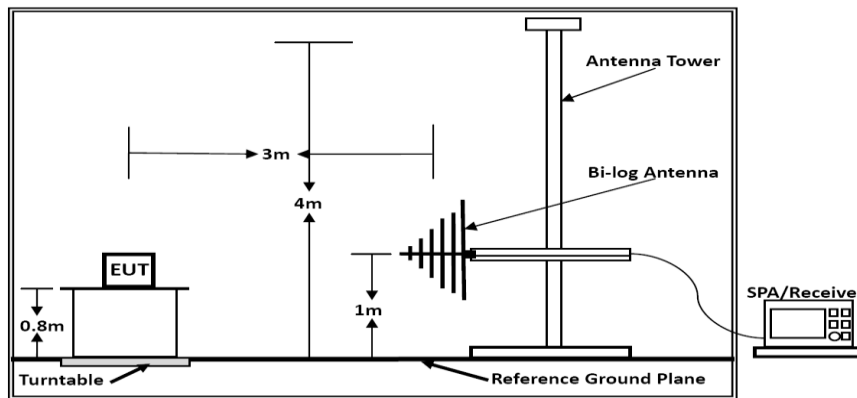 Antenna Tower
3m
Bi-log Antenna
4m
EUT
1m
0.8m
SPA/Receive
Turntable
Reference Ground Plane